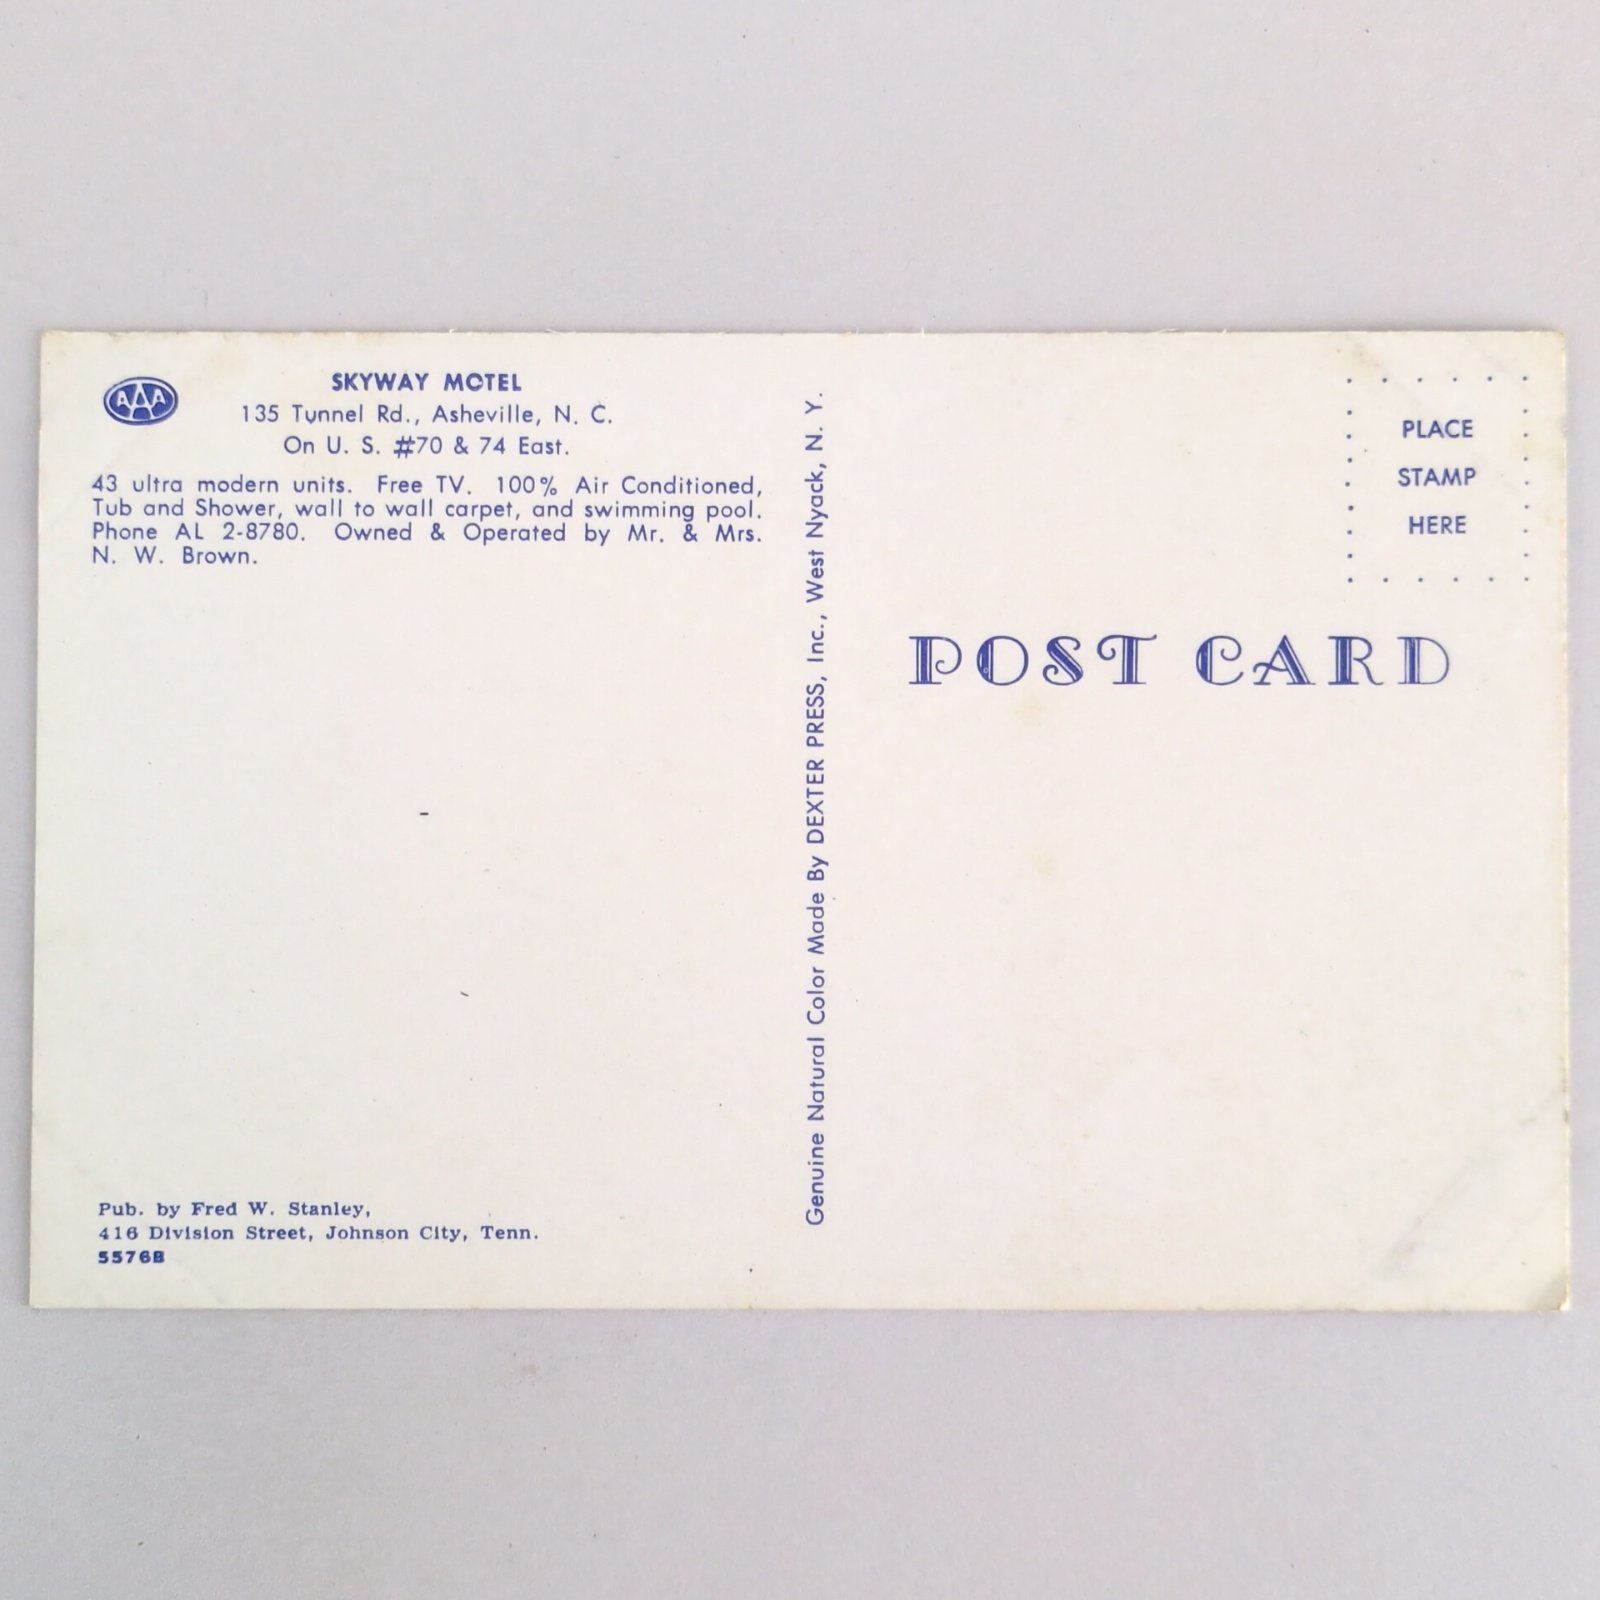 AAA
SKYWAY MOTEL
135 Tunnel Rd., Asheville, N. C.
On U. S. #70 & 74 East.
43 ultra modern units. Free TV. 100% Air Conditioned,
Tub and Shower, wall to wall carpet, and swimming pool.
Phone AL 2-8780. Owned & Operated by Mr. & Mrs.
N. W. Brown.
Pub. by Fred W. Stanley,
416 Division Street, Johnson City, Tenn.
5576B
Genuine Natural Color Made By DEXTER PRESS, Inc., West Nyack, N. Y.
PLACE
STAMP
HERE
POST CARD